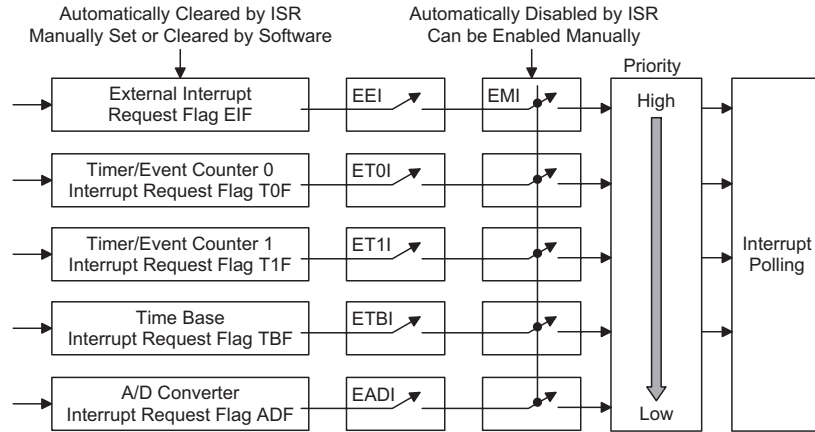 Automatically Cleared by ISR
Manually Set or Cleared by Software
Automatically Disabled by ISR
Can be Enabled Manually
Priority
External Interrupt
Request Flag EIF
EEI
EMI
High
Timer/Event Counter 0
Interrupt Request Flag T0F
ET0I
Timer/Event Counter 1
Interrupt Request Flag T1F
ET1I
Interrupt
Polling
Time Base
Interrupt Request Flag TBF
ETBI
A/D Converter
Interrupt Request Flag ADF
EADI
Low